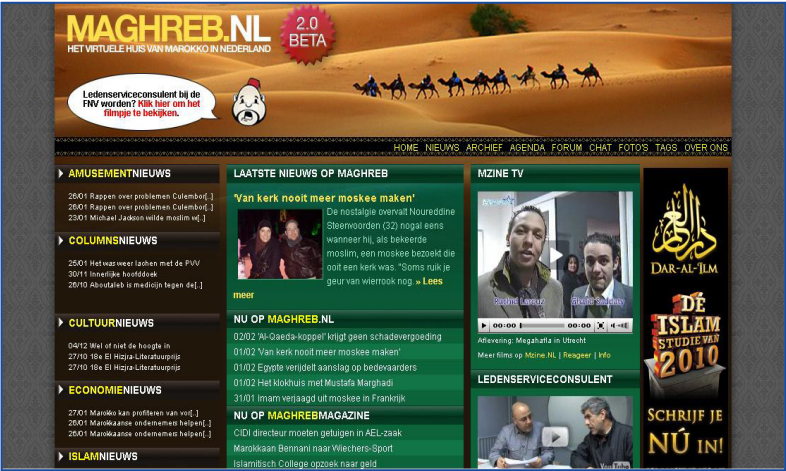 MAGHREB.NL
HET VIRTUELE HUIS VAN MAROKKO IN NEDERLAND
2.0
BETA
Ledenserviceconsulent bij de
FNV worden? Klik hier om het
filmpje te bekijken.
HOME NIEUWS ARCHIEF AGENDA FORUM CHAT FOTO'S TAGS OVER ONS
AMUSEMENTNIEUWS
26/01 Rappen over problemen Culembor[..]
26/01 Rappen over problemen Culembor[..]
23/01 Michael Jackson wilde moslim w[..]
COLUMNSNIEUWS
25/01 Het was weer lachen met de PVV
30/11 Innerlijke hoofddoek
26/10 Aboutaleb is medicijn tegen de[..]
CULTUURNIEUWS
04/12 Wel of niet de hoogte in
27/10 18e El Hizjra-Literatuurprijs
27/10 18e El Hizjra-Literatuurprijs
ECONOMIENIEUWS
27/01 Marokko kan profiteren van vor[..]
26/01 Marokkaanse ondernemers helpen[..]
26/01 Marokkaanse ondernemers helpen[..]
ISLAMNIEUWS
LAATSTE NIEUWS OP MAGHREB
'Van kerk nooit meer moskee maken'
De nostalgie overvalt Noureddine
Steenvoorden (32) nogal eens
wanneer hij, als bekeerde
moslim, een moskee bezoekt die
ooit een kerk was. "Soms ruik je
geur van wierrook nog. » Lees
meer
NU OP MAGHREB.NL
02/02 'Al-Qaeda-koppel' krijgt geen schadevergoeding
01/02 'Van kerk nooit meer moskee maken'
01/02 Egypte verijdelt aanslag op bedevaarders
01/02 Het klokhuis met Mustafa Marghadi
31/01 Imam verjaagd uit moskee in Frankrijk
NU OP MAGHREBMAGAZINE
CIDI directeur moeten getuigen in AEL-zaak
Marokkaan Bennani naar Wiechers-Sport
Islamitisch College opzoek naar geld
MZINE TV
00:00 00:00
Aflevering: Megahafla in Utrecht
Meer films op Mzine.NL | Reageer | Info
LEDENSERVICECONSULENT
YouTube
دار العلم
DAR-AL-'ILM
DÉ
ISLAM
STUDIE VAN
2010
SCHRIJF JE
NÚ IN!